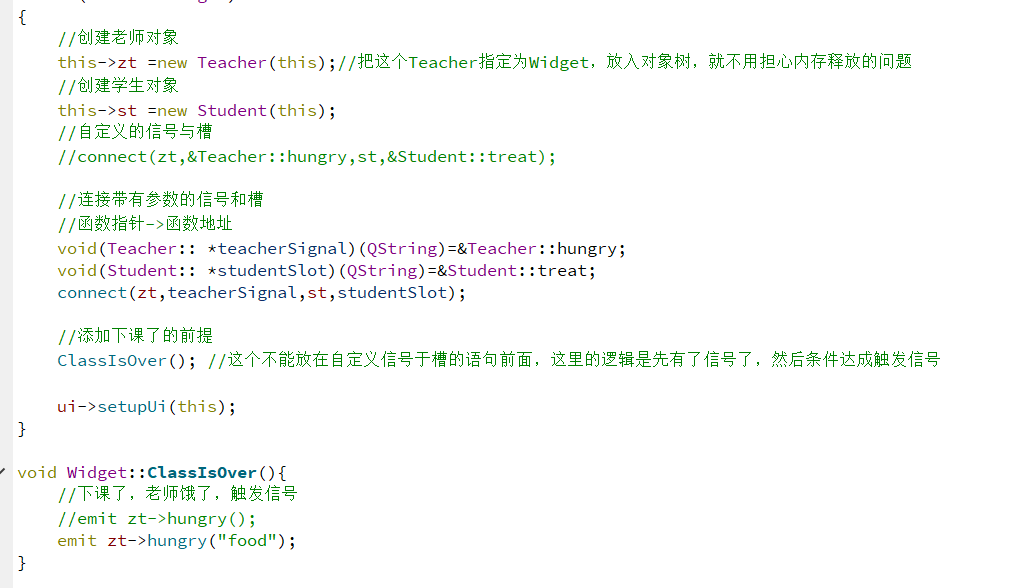 {
//创建老师对象
this->zt =new Teacher(this);//把这个Teacher指定为Widget，放入对象树，就不用担心内存释放的问题
//创建学生对象
this->st =new Student(this);
//自定义的信号与槽
//connect(zt,&Teacher::hungry,st,&Student::treat);
//连接带有参数的信号和槽
//函数指针->函数地址
void(Teacher:: *teacherSignal)(QString)=&Teacher::hungry;
void(Student:: *studentSlot)(QString)=&Student::treat;
connect(zt,teacherSignal,st,studentSlot);
//添加下课了的前提
ClassIsOver(); //这个不能放在自定义信号于槽的语句前面，这里的逻辑是先有了信号了，然后条件达成触发信号
ui->setupUi(this);
}
void Widget::ClassIsOver(){
//下课了，老师饿了，触发信号
//emit zt->hungry();
emit zt->hungry("food");
}